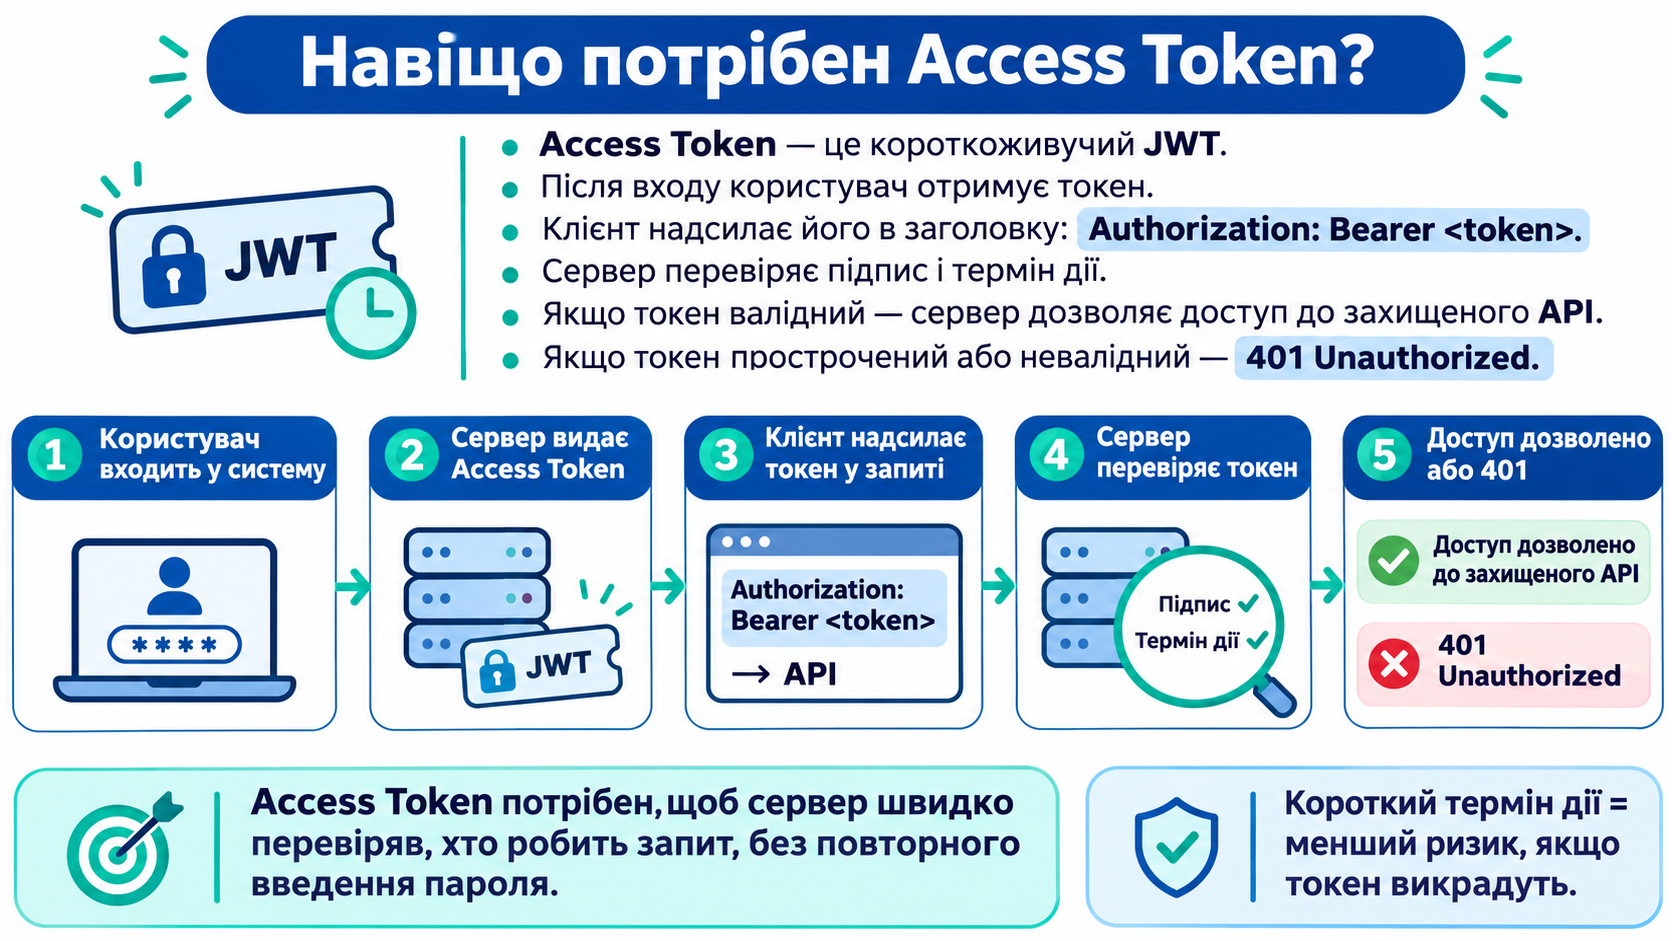 Навіщо потрібен Access Token?
Access Token — це короткоживучий JWT.
Після входу користувач отримує токен.
Клієнт надсилає його в заголовку: Authorization: Bearer <token>.
Сервер перевіряє підпис і термін дії.
Якщо токен валідний — сервер дозволяє доступ до захищеного API.
Якщо токен прострочений або невалідний — 401 Unauthorized.
JWT
1 Користувач
входить у систему
****
2 Сервер видає
Access Token
JWT
3 Клієнт надсилає
токен у запиті
Authorization:
Bearer <token>
→ API
4 Сервер
перевіряє токен
Підпис ✓
Термін дії ✓
5 Доступ дозволено
або 401
Доступ дозволено
до захищеного API
401
Unauthorized
Access Token потрібен, щоб сервер швидко
перевіряв, хто робить запит, без повторного
введення пароля.
Короткий термін дії =
менший ризик, якщо
токен викрадуть.